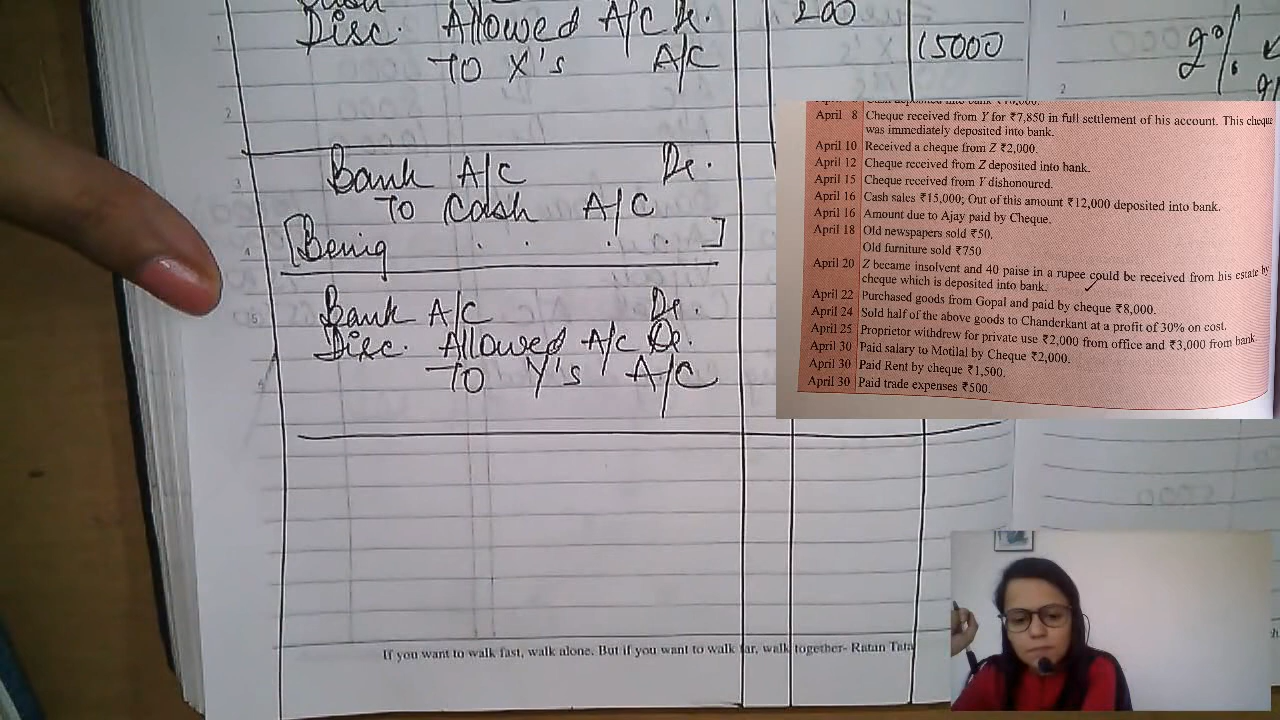 Disc. Allowed A/C Dr. 200
To X's A/C 15000
2%
Bank A/C Dr.
To Cash A/C
[Being . . . . ]
Bank A/C Dr.
Disc. Allowed A/C Dr.
To Y's A/C
April 8 Cheque received from Y for ₹7,850 in full settlement of his account. This cheque
was immediately deposited into bank.
April 10 Received a cheque from Z ₹2,000.
April 12 Cheque received from Z deposited into bank.
April 15 Cheque received from Y dishonoured.
April 16 Cash sales ₹15,000; Out of this amount ₹12,000 deposited into bank.
April 16 Amount due to Ajay paid by Cheque.
April 18 Old newspapers sold ₹50.
Old furniture sold ₹750
April 20 Z became insolvent and 40 paise in a rupee could be received from his estate by
cheque which is deposited into bank.
April 22 Purchased goods from Gopal and paid by cheque ₹8,000.
April 24 Sold half of the above goods to Chanderkant at a profit of 30% on cost.
April 25 Proprietor withdrew for private use ₹2,000 from office and ₹3,000 from bank
April 30 Paid salary to Motilal by Cheque ₹2,000.
April 30 Paid Rent by cheque ₹1,500.
April 30 Paid trade expenses ₹500.
If you want to walk fast, walk alone. But if you want to walk far, walk together- Ratan Tata